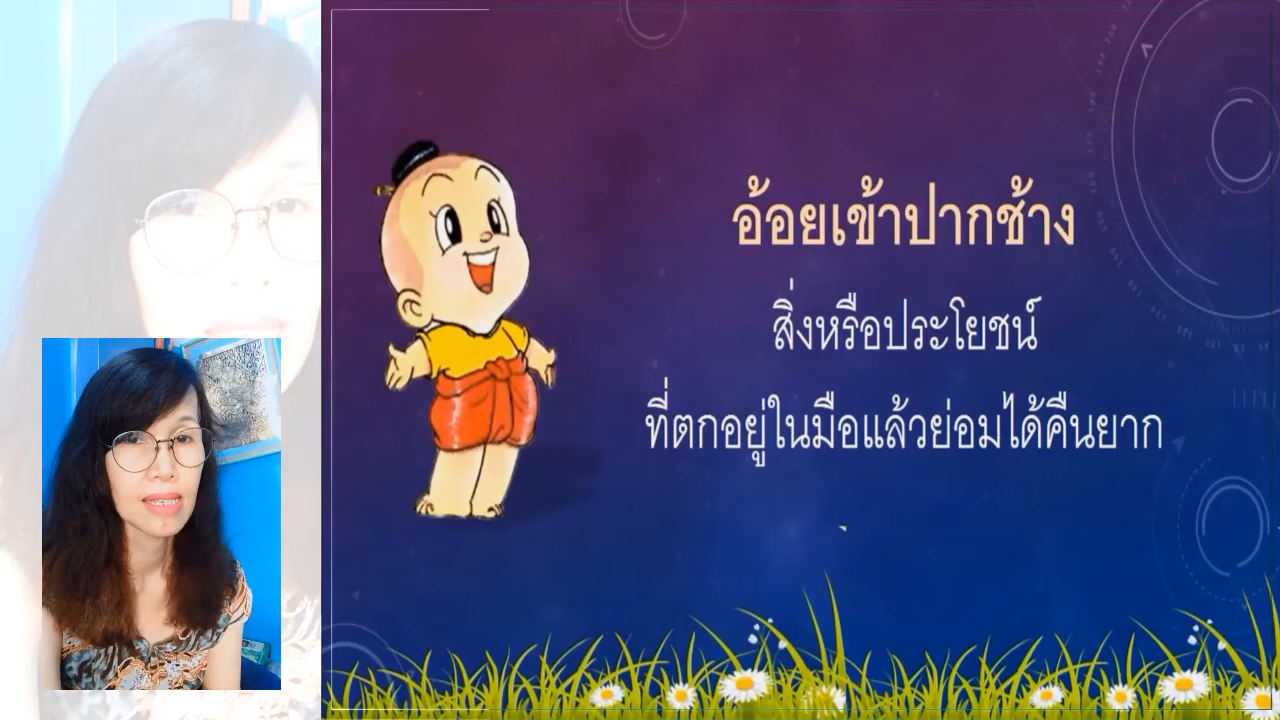 อ้อยเข้าปากช้าง
สิ่งหรือประโยชน์
ที่ตกอยู่ในมือแล้วย่อมได้คืนยาก